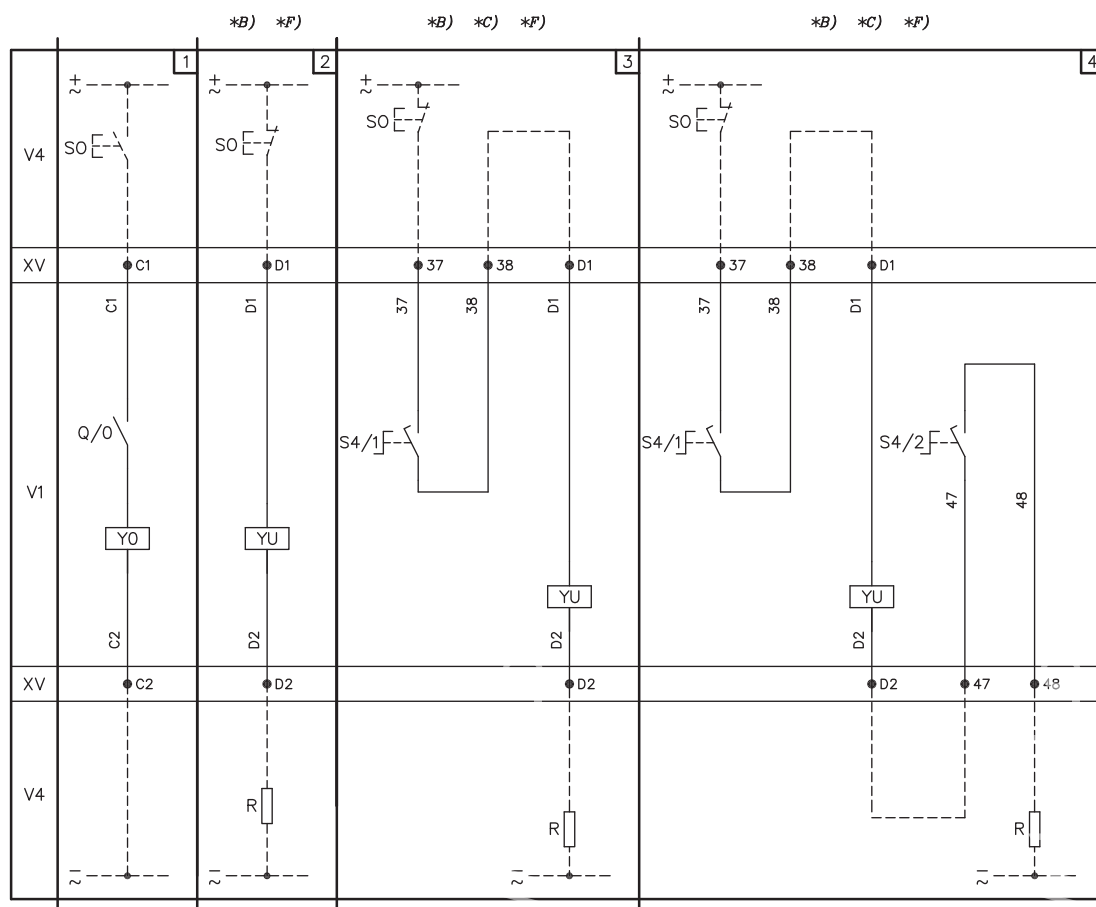 *B) *F) *B) *C) *F) *B) *C) *F)
1 2 3 4
+ + + +
~ ~ ~ ~
SO SO
V4 SO SO
XV C1 D1 37 38 D1 37 38 D1
C1 D1 37 38 D1 37 38 D1
Q/0 S4/1 S4/1 S4/2
V1 47 48
Y0 YU
YU YU
C2 D2 D2 D2
XV C2 D2 D2 D2 47 48
V4 R R R
− − − −
~ ~ ~ ~